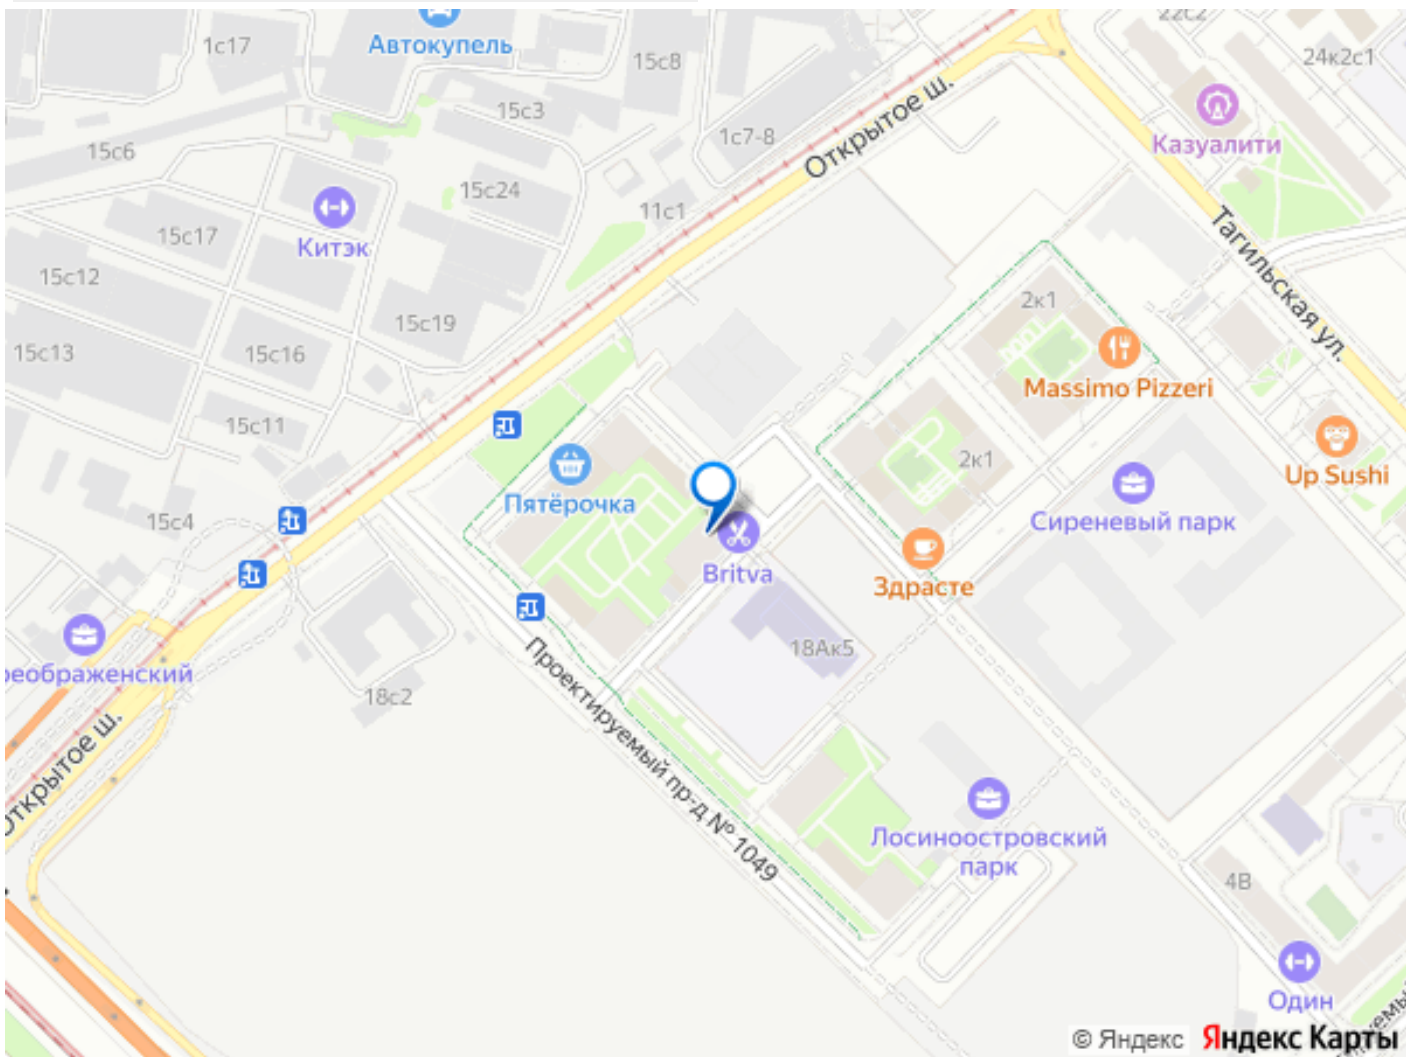 22с2
1с17
Автокупель
15с8
24к2с1
15с3
1с7-8
Открытое ш.
Казуалити
15с6
15с24
11с1
15с17
Китэк
Тагильская ул.
15с12
2к1
15с19
15с13
15с16
Massimo Pizzeri
15с11
2к1
Up Sushi
Пятёрочка
15с4
Сиреневый парк
Britva
Здрасте
18Ак5
реображенский
18с2
Проектируемый пр-д № 1049
Открытое ш.
Лосиноостровский
парк
4В
Один
© Яндекс Яндекс Карты